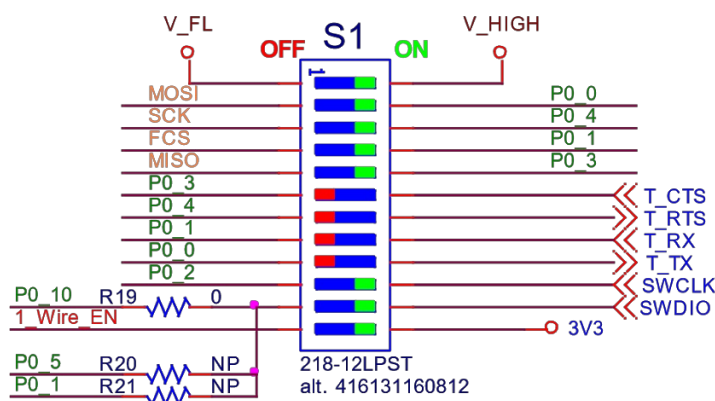 V_FL S1 V_HIGH
OFF ON
1
MOSI P0_0
SCK P0_4
FCS P0_1
MISO P0_3
P0_3 T_CTS
P0_4 T_RTS
P0_1 T_RX
P0_0 T_TX
P0_2 SWCLK
P0_10 R19 0 SWDIO
1_Wire_EN 3V3
P0_5 R20 NP 218-12LPST
P0_1 R21 NP alt. 416131160812